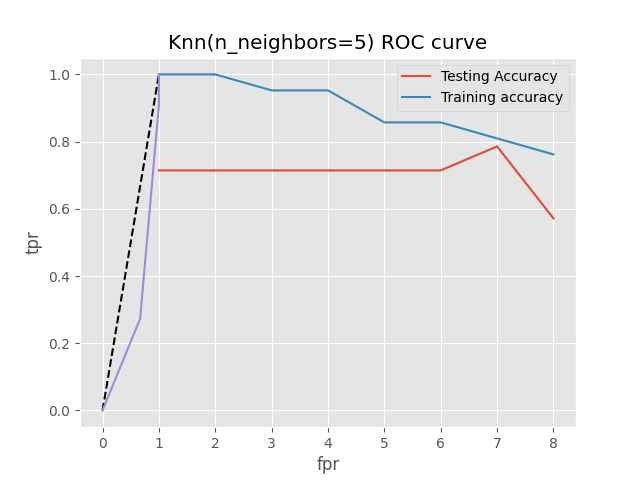 Knn(n_neighbors=5) ROC curve
Testing Accuracy
Training accuracy
1.0
0.8
0.6
0.4
0.2
0.0
tpr
0 1 2 3 4 5 6 7 8
fpr